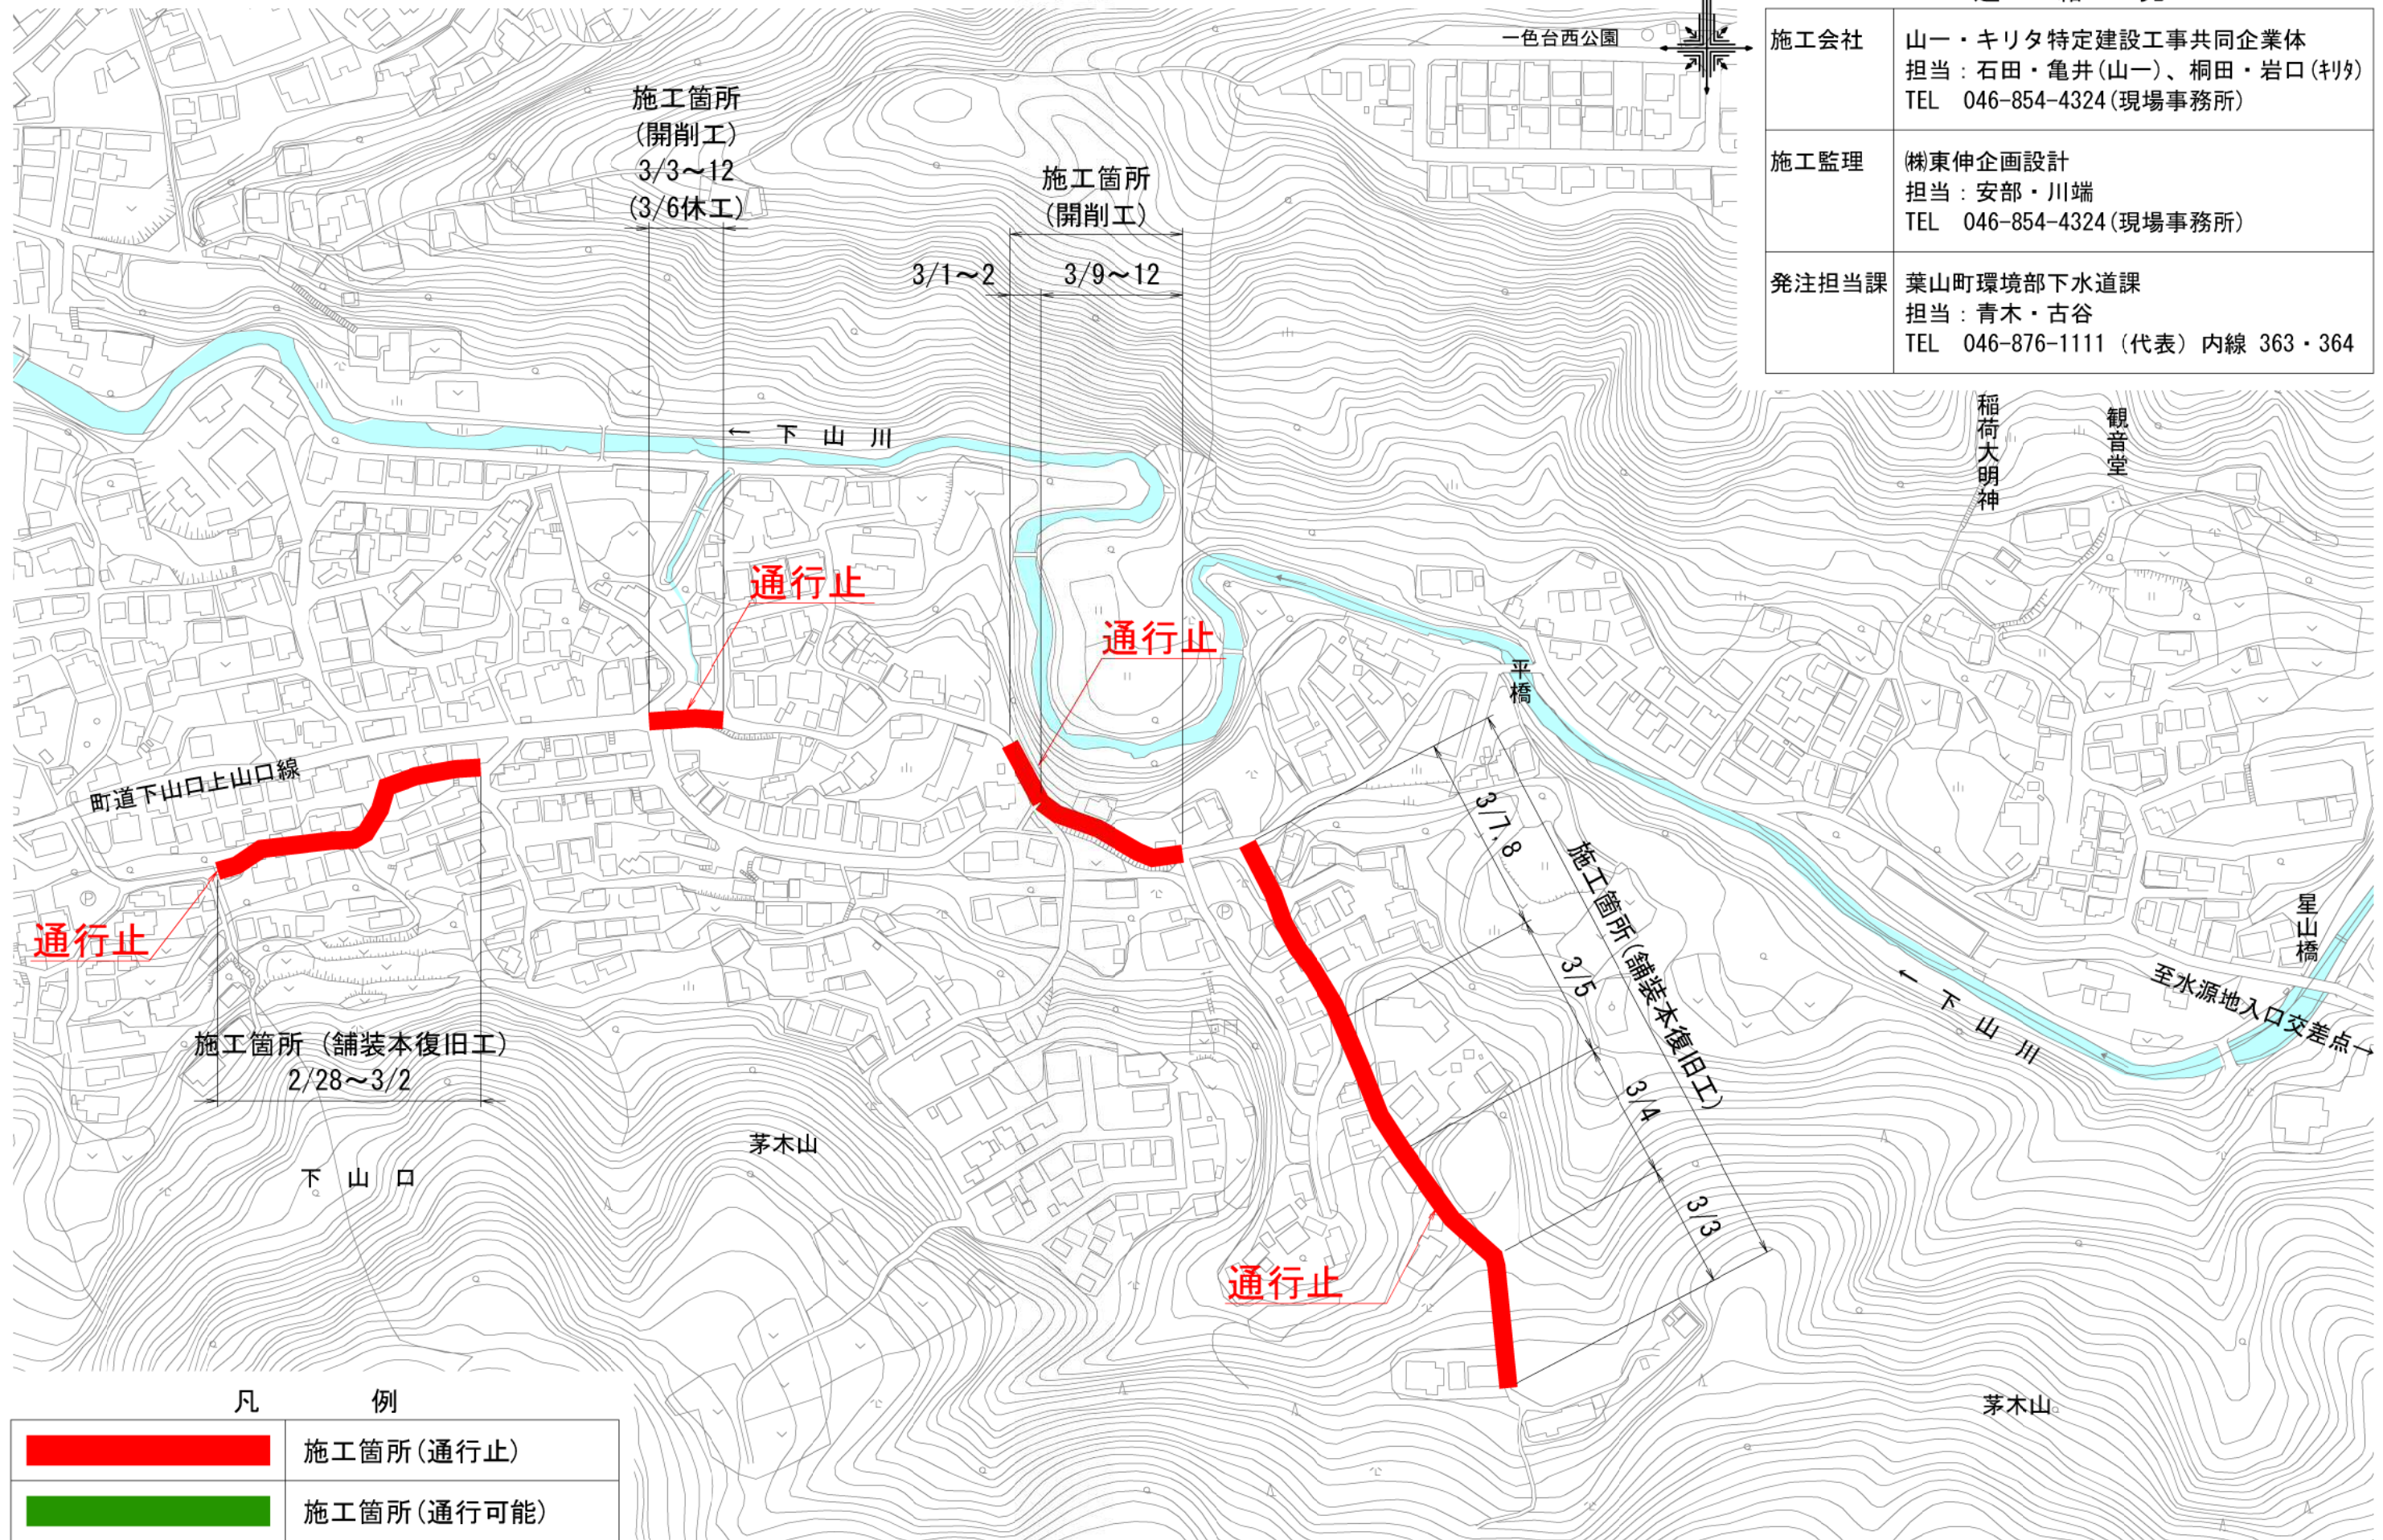 一色台西公園
施工会社
山一・キリタ特定建設工事共同企業体
担当：石田・亀井(山一)、桐田・岩口(ｷﾘﾀ)
TEL　046-854-4324(現場事務所)
施工監理
㈱東伸企画設計
担当：安部・川端
TEL　046-854-4324(現場事務所)
発注担当課
葉山町環境部下水道課
担当：青木・古谷
TEL　046-876-1111（代表）内線 363・364
施工箇所
(開削工)
3/3～12
(3/6休工)
施工箇所
(開削工)
3/1～2
3/9～12
← 下 山 川
稲荷大明神
観音堂
通行止
通行止
平橋
町道下山口上山口線
通行止
施工箇所（舗装本復旧工）
2/28～3/2
3/7,8
3/5
3/4
3/3
施工箇所(舗装本復旧工)
星山橋
至水源地入口交差点→
← 下 山 川
茅木山
下 山 口
通行止
茅木山
凡 例
施工箇所(通行止)
施工箇所(通行可能)